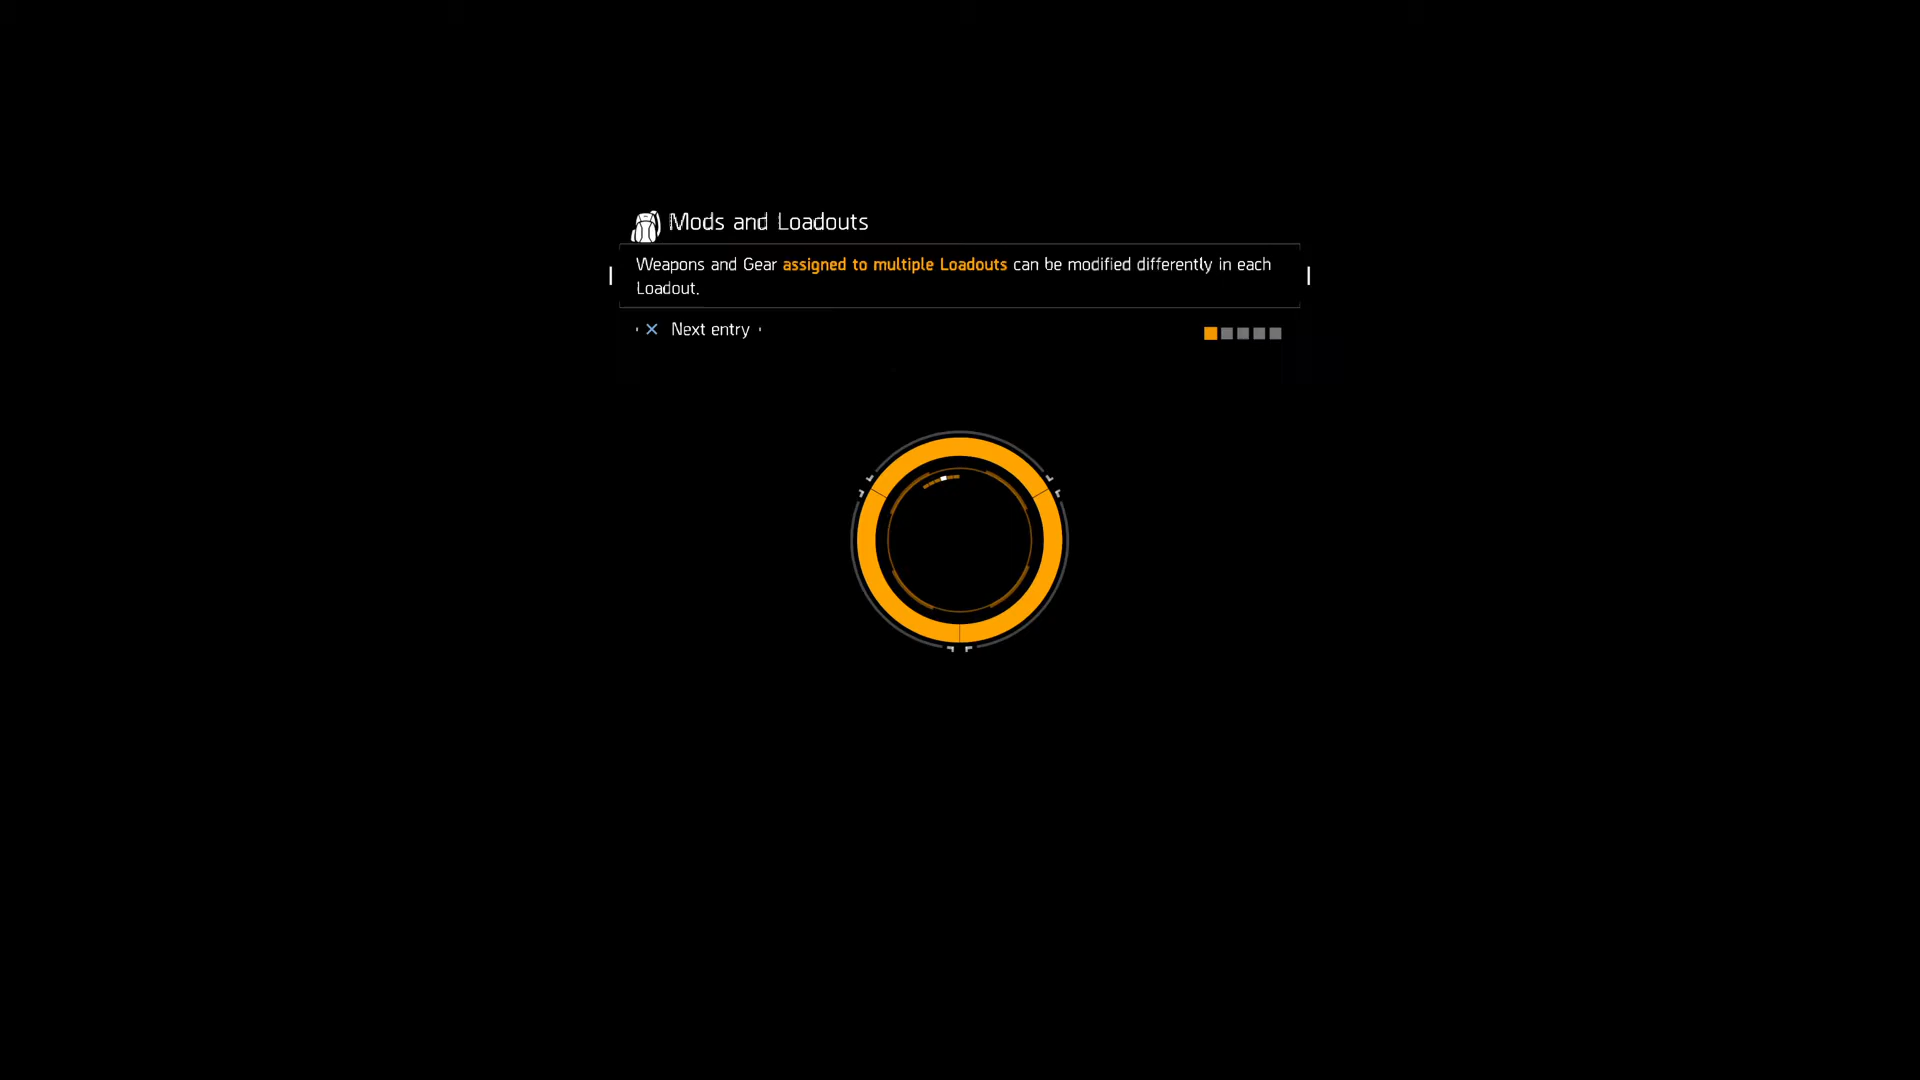 Mods and Loadouts
Weapons and Gear assigned to multiple Loadouts can be modified differently in each
Loadout.
Next entry